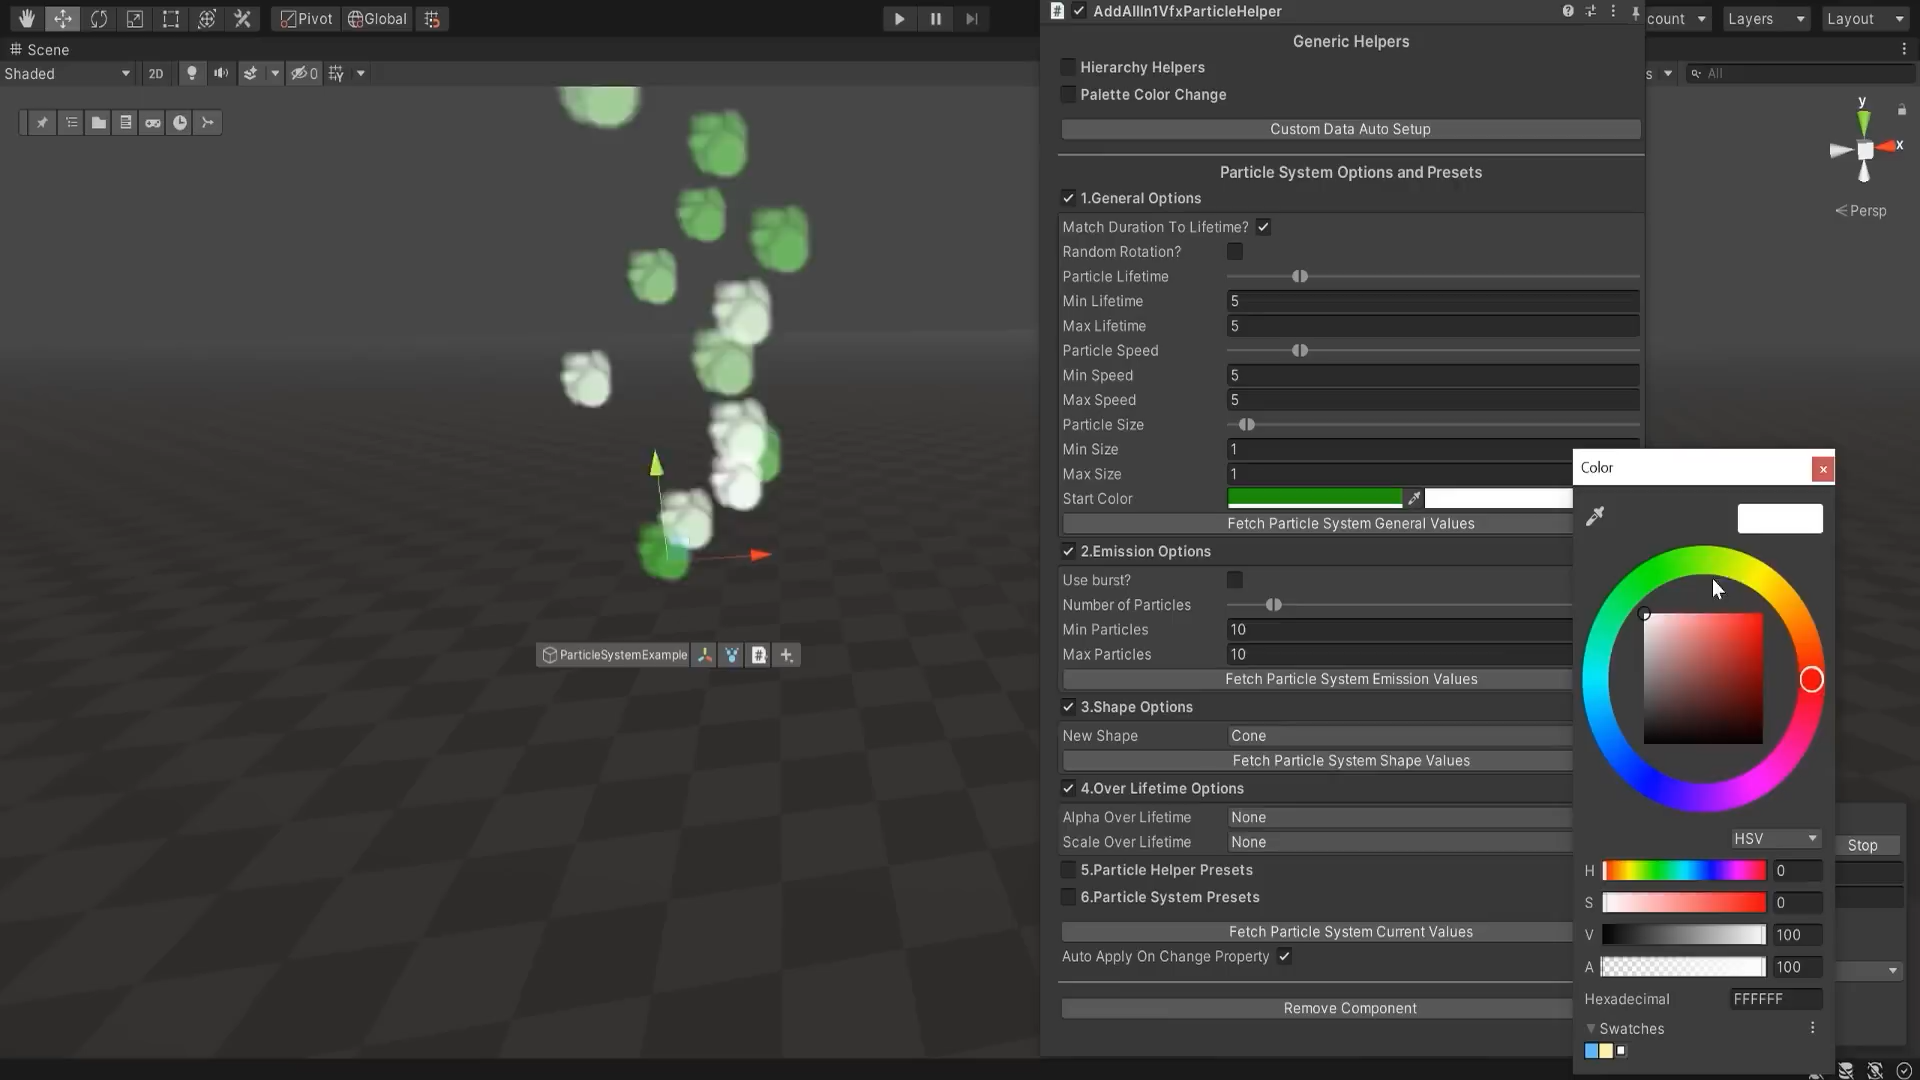 Pivot Global
AddAllIn1VfxParticleHelper
count Layers Layout
Scene
Shaded 2D 0
All
Generic Helpers
Hierarchy Helpers
Palette Color Change
Custom Data Auto Setup
y
x
Persp
Particle System Options and Presets
1.General Options
Match Duration To Lifetime?
Random Rotation?
Particle Lifetime
Min Lifetime 5
Max Lifetime 5
Particle Speed
Min Speed 5
Max Speed 5
Particle Size
Min Size 1
Max Size 1
Start Color
Fetch Particle System General Values
2.Emission Options
Use burst?
Number of Particles
Min Particles 10
Max Particles 10
Fetch Particle System Emission Values
3.Shape Options
New Shape Cone
Fetch Particle System Shape Values
4.Over Lifetime Options
Alpha Over Lifetime None
Scale Over Lifetime None
5.Particle Helper Presets
6.Particle System Presets
Fetch Particle System Current Values
Auto Apply On Change Property
Remove Component
ParticleSystemExample
Color
HSV
H 0
S 0
V 100
A 100
Hexadecimal FFFFFF
Swatches
Stop